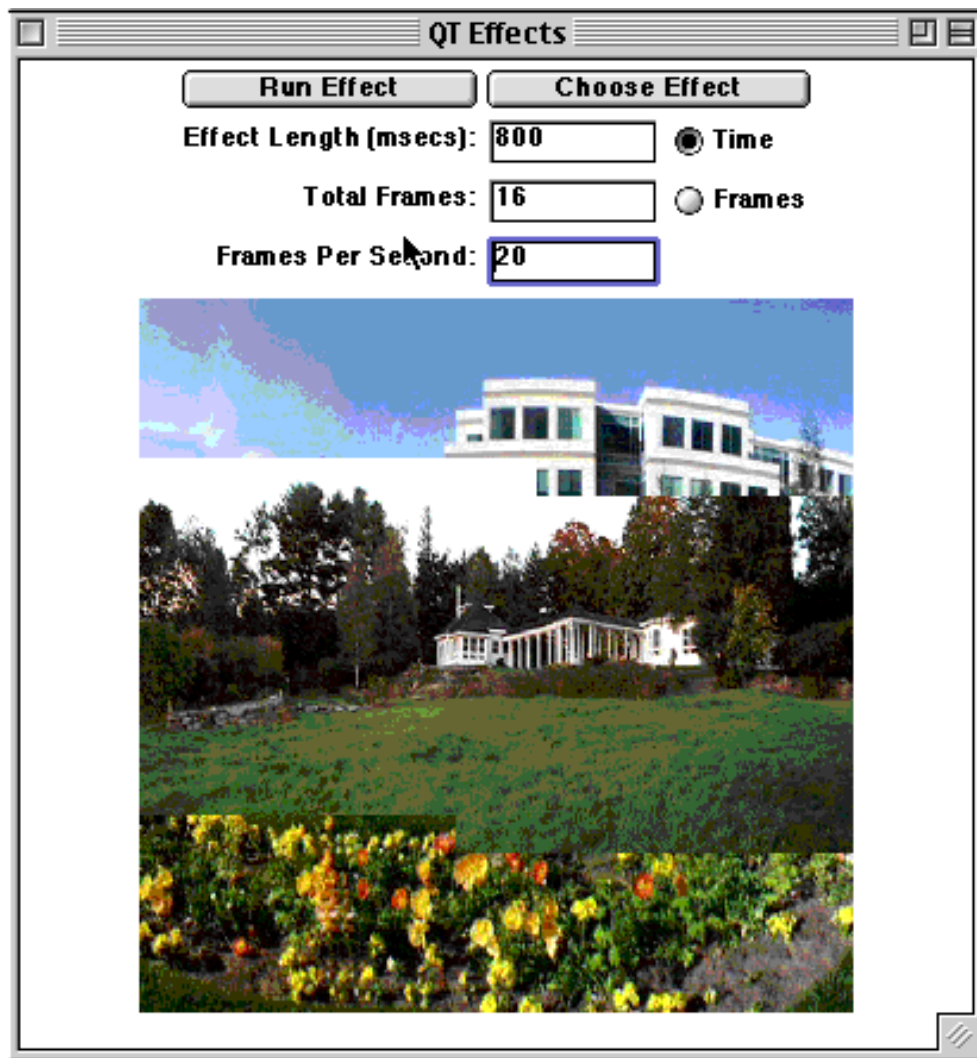 QT Effects
Run Effect Choose Effect
Effect Length (msecs): 800 Time
Total Frames: 16 Frames
Frames Per Second: 20